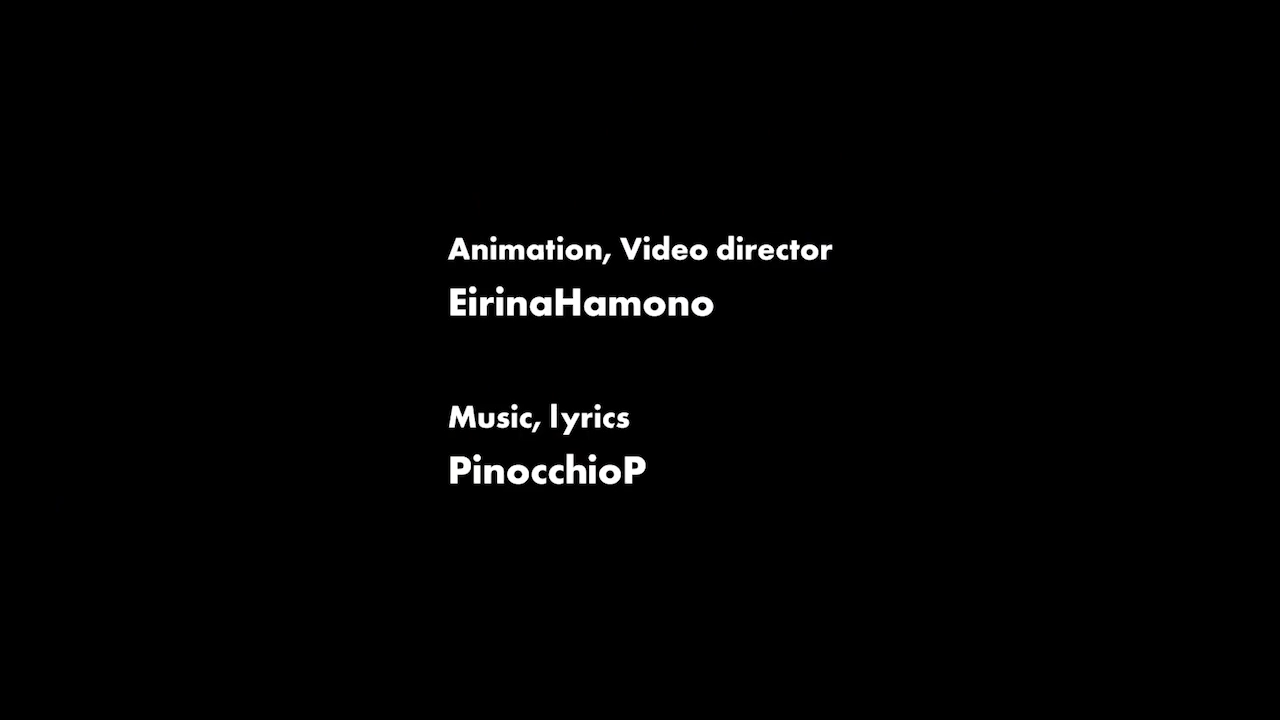 Animation, Video director
EirinaHamono
Music, lyrics
PinocchioP